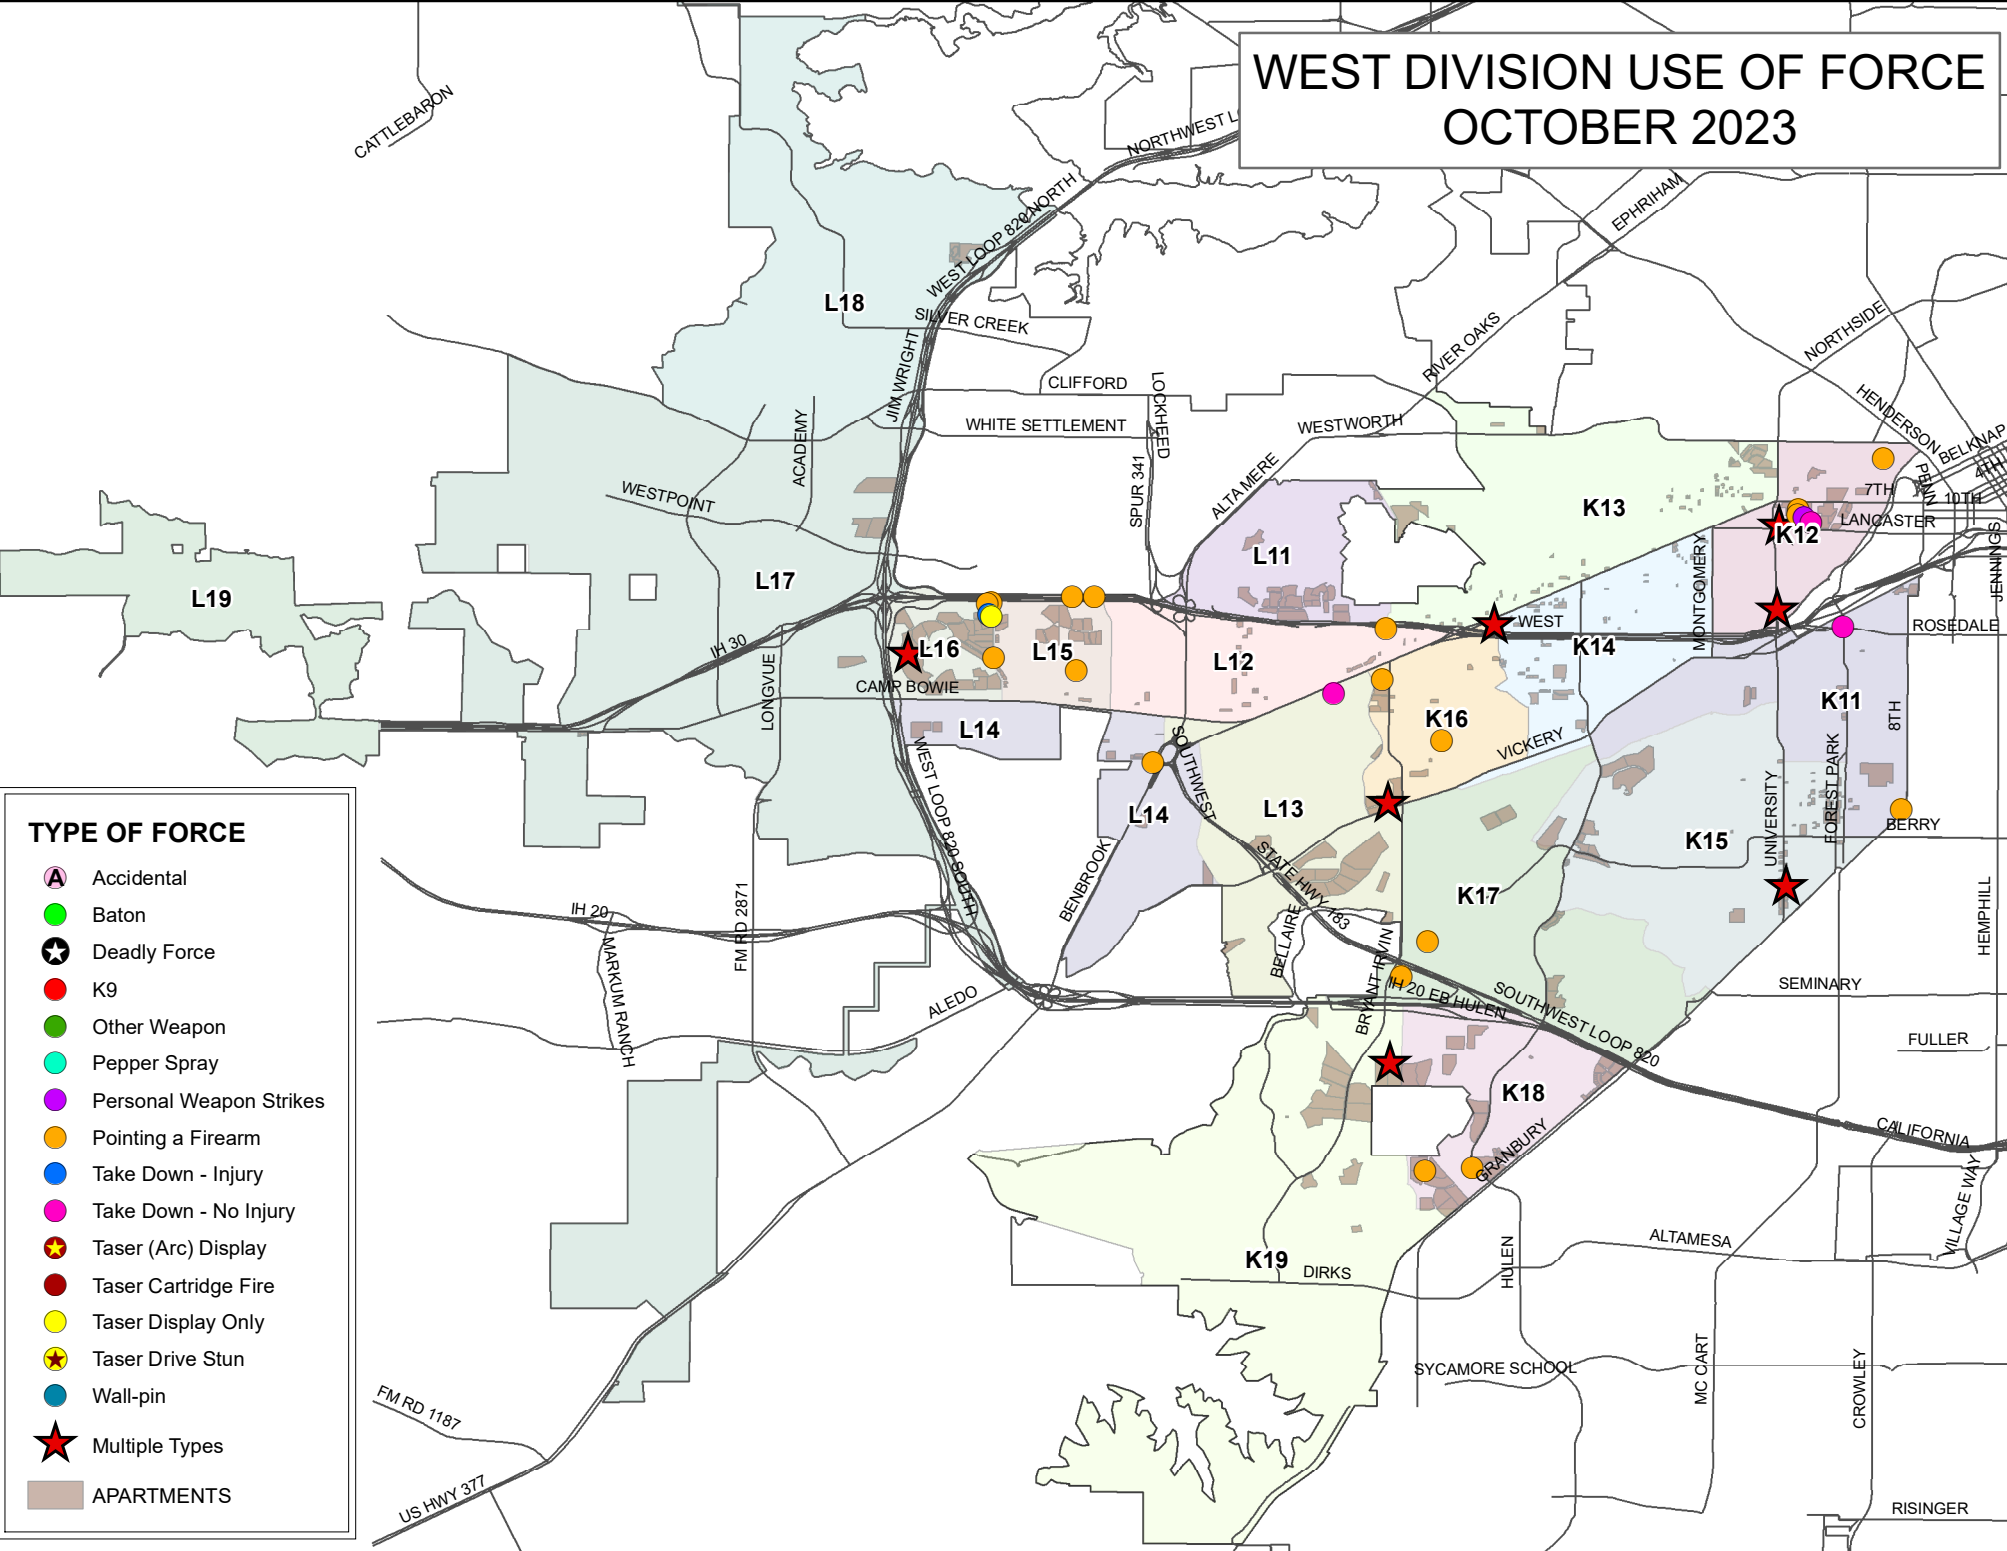 WEST DIVISION USE OF FORCE
OCTOBER 2023
CATTLEBARON
NORTHWEST L
EPHRIHAM
WEST LOOP 820 NORTH
L18
SILVER CREEK
JIM WRIGHT
RIVER OAKS
NORTHSIDE
CLIFFORD
LOCKHEED
WHITE SETTLEMENT
WESTWORTH
HENDERSON
BELKNAP
4TH
ACADEMY
WESTPOINT
SPUR 341
ALTA MERE
PENN
7TH
10TH
LANCASTER
K13
K12
L11
MONTGOMERY
JENNINGS
L19
L17
IH 30
LONGVUE
L16
L15
L12
WEST
K14
ROSEDALE
CAMP BOWIE
L14
K16
K11
8TH
VICKERY
SOUTHWEST
WEST LOOP 820 SOUTH
L14
L13
UNIVERSITY
FOREST PARK
BERRY
K15
STATE HWY 183
BENBROOK
K17
FM RD 2871
IH 20
MARKUM RANCH
BELLAIRE
BRYANT IRVIN
HEMPHILL
ALEDO
IH 20 EB HULEN
SOUTHWEST LOOP 820
SEMINARY
FULLER
K18
GRANBURY
CALIFORNIA
VILLAGE WAY
K19
DIRKS
HULEN
ALTAMESA
SYCAMORE SCHOOL
MC CART
CROWLEY
RISINGER
FM RD 1187
US HWY 377
TYPE OF FORCE
A Accidental
Baton
Deadly Force
K9
Other Weapon
Pepper Spray
Personal Weapon Strikes
Pointing a Firearm
Take Down - Injury
Take Down - No Injury
Taser (Arc) Display
Taser Cartridge Fire
Taser Display Only
Taser Drive Stun
Wall-pin
Multiple Types
APARTMENTS